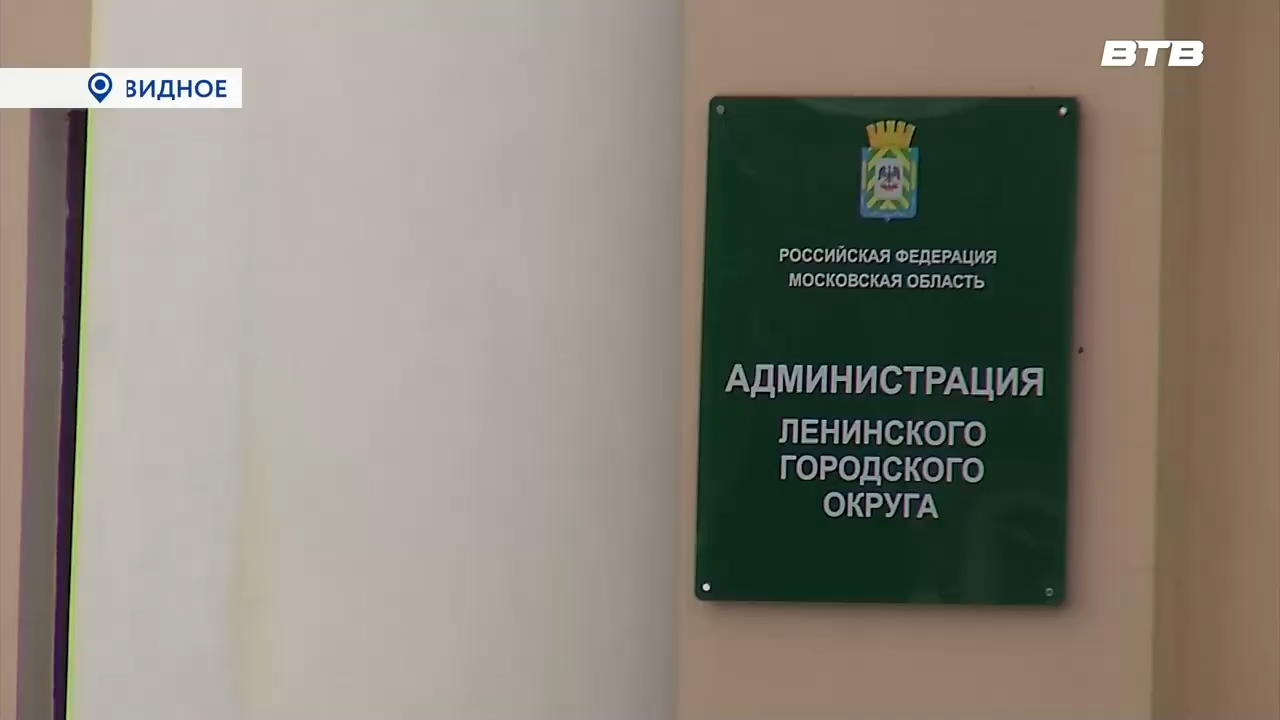 ВТВ
ВИДНОЕ
РОССИЙСКАЯ ФЕДЕРАЦИЯ
МОСКОВСКАЯ ОБЛАСТЬ
АДМИНИСТРАЦИЯ
ЛЕНИНСКОГО
ГОРОДСКОГО
ОКРУГА